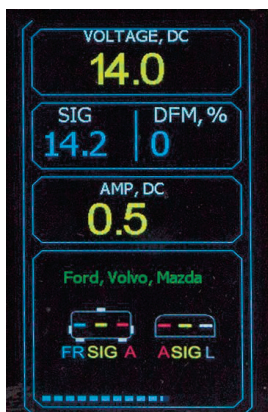 VOLTAGE, DC
14.0
SIG DFM, %
14.2 0
AMP, DC
0.5
Ford, Volvo, Mazda
FR SIG A A SIG L